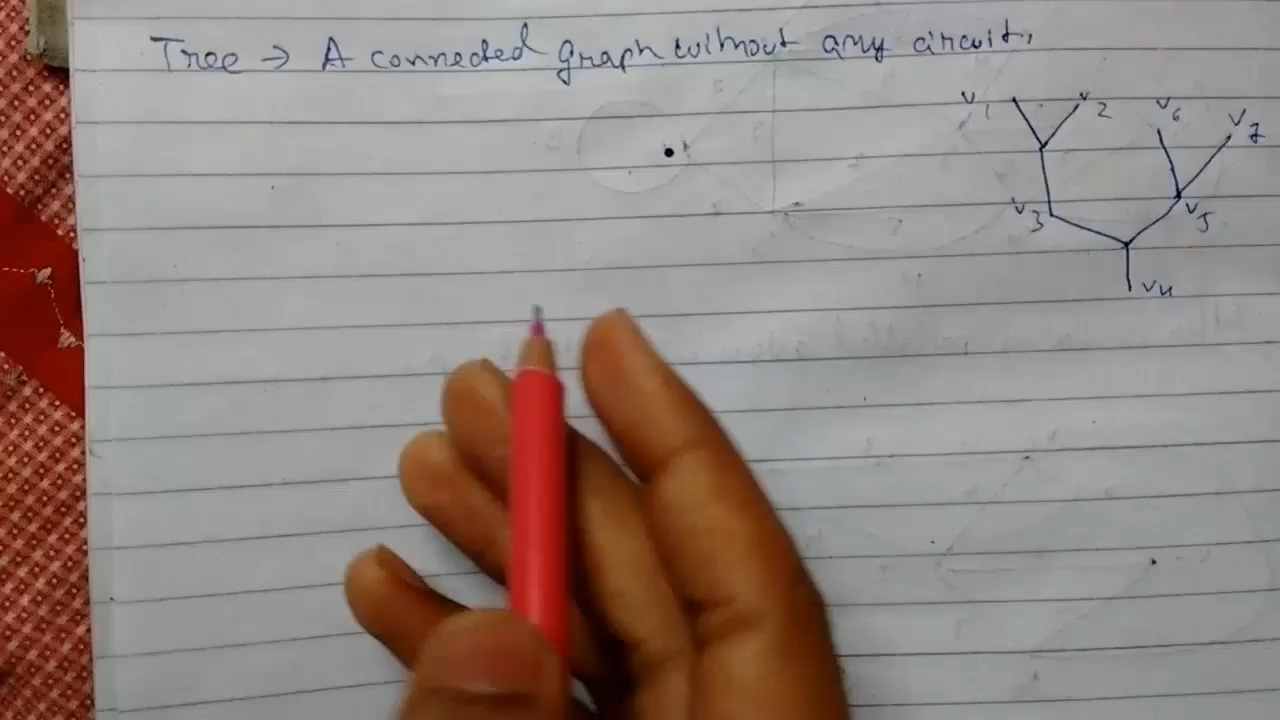 Tree → A connected graph without any circuit.
v1 v2 v6 v7
v3 v5
v4